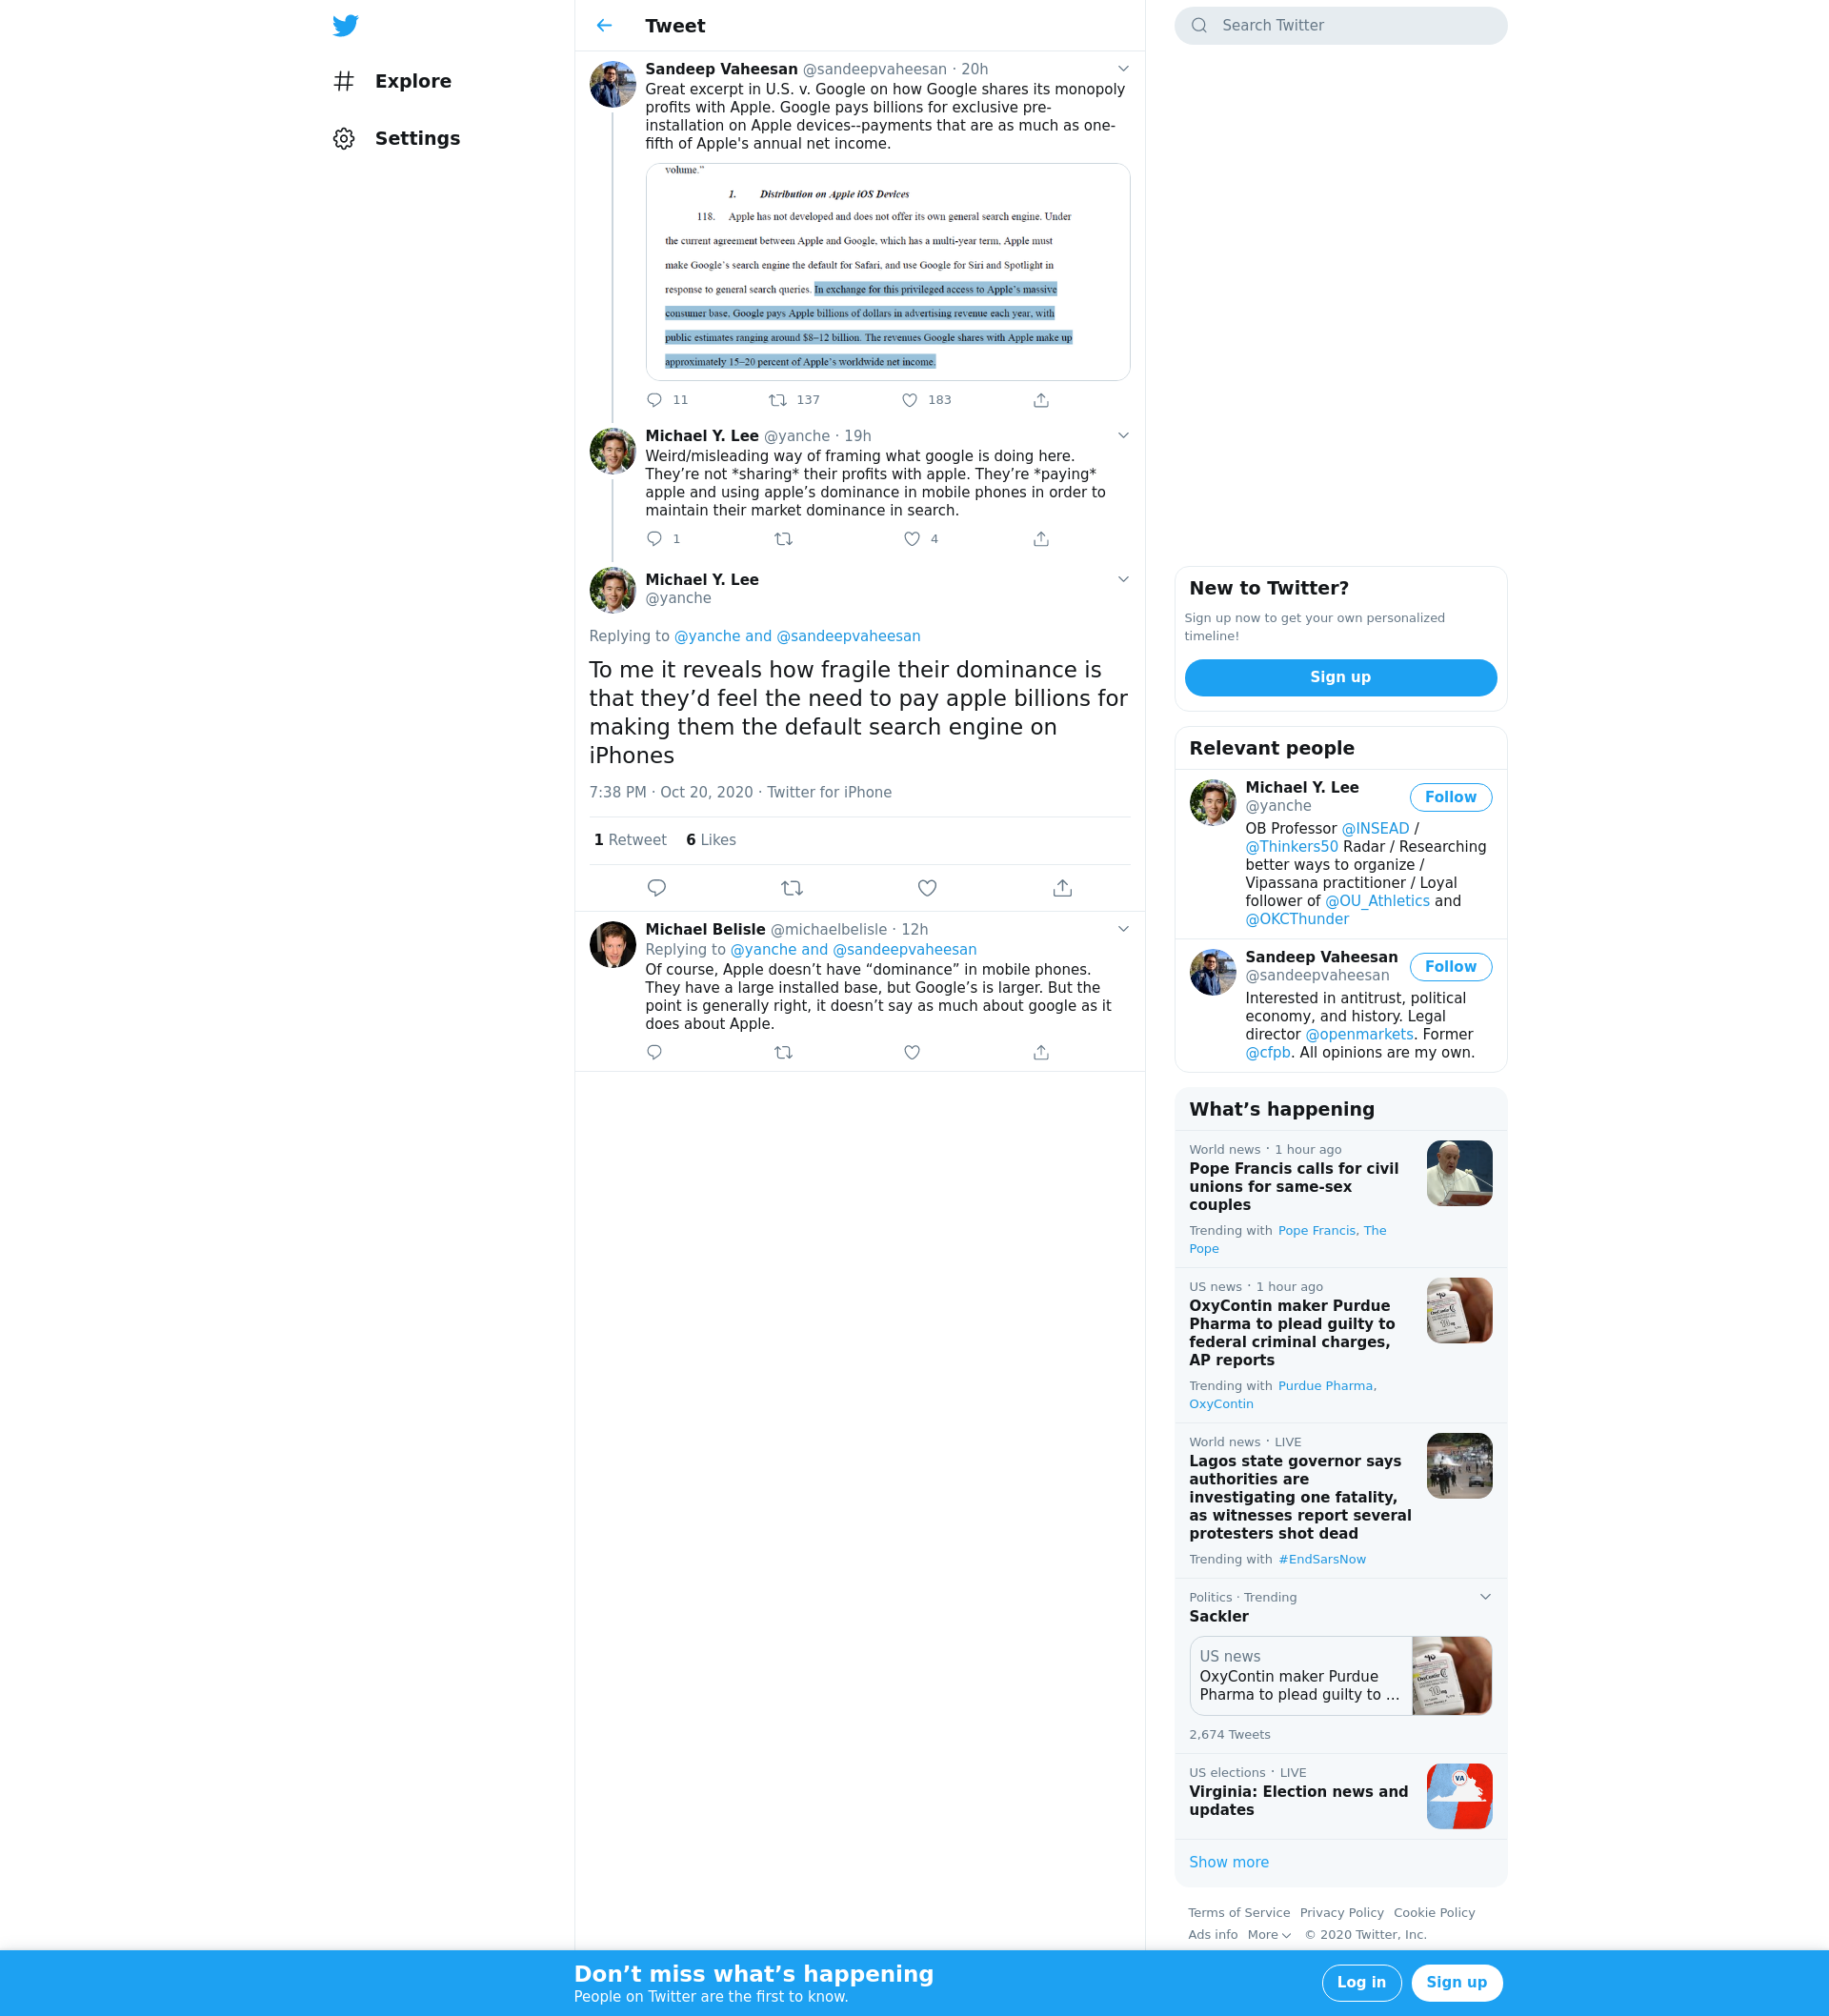 Explore
Settings
Tweet
Sandeep Vaheesan @sandeepvaheesan · 20h
Great excerpt in U.S. v. Google on how Google shares its monopoly
profits with Apple. Google pays billions for exclusive pre-
installation on Apple devices--payments that are as much as one-
fifth of Apple's annual net income.
volume."
1. Distribution on Apple iOS Devices
118. Apple has not developed and does not offer its own general search engine. Under
the current agreement between Apple and Google, which has a multi-year term, Apple must
make Google's search engine the default for Safari, and use Google for Siri and Spotlight in
response to general search queries. In exchange for this privileged access to Apple's massive
consumer base, Google pays Apple billions of dollars in advertising revenue each year, with
public estimates ranging around $8–12 billion. The revenues Google shares with Apple make up
approximately 15–20 percent of Apple's worldwide net income.
11 137 183
Michael Y. Lee @yanche · 19h
Weird/misleading way of framing what google is doing here.
They’re not *sharing* their profits with apple. They’re *paying*
apple and using apple’s dominance in mobile phones in order to
maintain their market dominance in search.
1 4
Michael Y. Lee
@yanche
Replying to @yanche and @sandeepvaheesan
To me it reveals how fragile their dominance is
that they’d feel the need to pay apple billions for
making them the default search engine on
iPhones
7:38 PM · Oct 20, 2020 · Twitter for iPhone
1 Retweet 6 Likes
Michael Belisle @michaelbelisle · 12h
Replying to @yanche and @sandeepvaheesan
Of course, Apple doesn’t have “dominance” in mobile phones.
They have a large installed base, but Google’s is larger. But the
point is generally right, it doesn’t say as much about google as it
does about Apple.
Search Twitter
New to Twitter?
Sign up now to get your own personalized
timeline!
Sign up
Relevant people
Michael Y. Lee
@yanche
Follow
OB Professor @INSEAD /
@Thinkers50 Radar / Researching
better ways to organize /
Vipassana practitioner / Loyal
follower of @OU_Athletics and
@OKCThunder
Sandeep Vaheesan
@sandeepvaheesan
Follow
Interested in antitrust, political
economy, and history. Legal
director @openmarkets. Former
@cfpb. All opinions are my own.
What’s happening
World news · 1 hour ago
Pope Francis calls for civil
unions for same-sex
couples
Trending with Pope Francis, The
Pope
US news · 1 hour ago
OxyContin maker Purdue
Pharma to plead guilty to
federal criminal charges,
AP reports
Trending with Purdue Pharma,
OxyContin
World news · LIVE
Lagos state governor says
authorities are
investigating one fatality,
as witnesses report several
protesters shot dead
Trending with #EndSarsNow
Politics · Trending
Sackler
US news
OxyContin maker Purdue
Pharma to plead guilty to …
2,674 Tweets
US elections · LIVE
Virginia: Election news and
updates
VA
Show more
Terms of Service Privacy Policy Cookie Policy
Ads info More © 2020 Twitter, Inc.
Don’t miss what’s happening
People on Twitter are the first to know.
Log in
Sign up